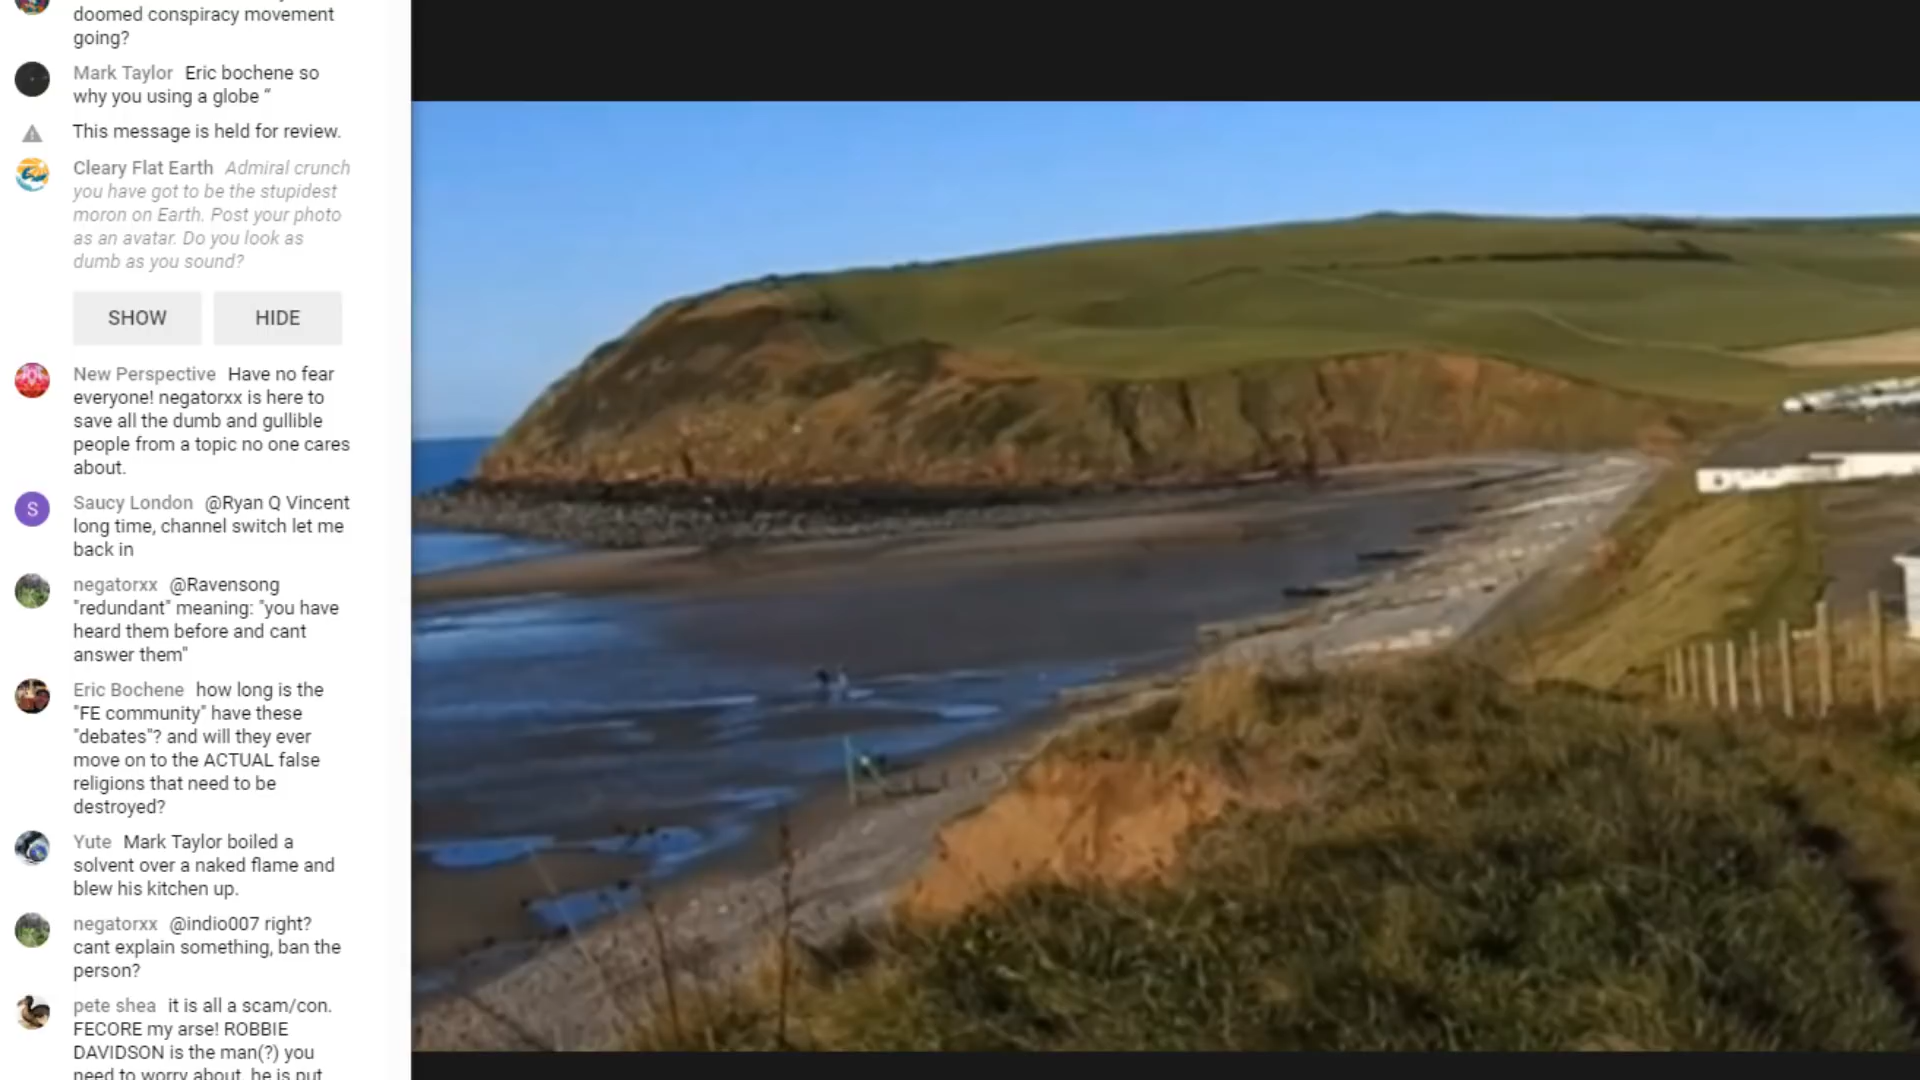 doomed conspiracy movement
going?
Mark Taylor Eric bochene so
why you using a globe “
This message is held for review.
Cleary Flat Earth Admiral crunch
you have got to be the stupidest
moron on Earth. Post your photo
as an avatar. Do you look as
dumb as you sound?
SHOW HIDE
New Perspective Have no fear
everyone! negatorxx is here to
save all the dumb and gullible
people from a topic no one cares
about.
S
Saucy London @Ryan Q Vincent
long time, channel switch let me
back in
negatorxx @Ravensong
"redundant" meaning: "you have
heard them before and cant
answer them"
Eric Bochene how long is the
"FE community" have these
"debates"? and will they ever
move on to the ACTUAL false
religions that need to be
destroyed?
Yute Mark Taylor boiled a
solvent over a naked flame and
blew his kitchen up.
negatorxx @indio007 right?
cant explain something, ban the
person?
pete shea it is all a scam/con.
FECORE my arse! ROBBIE
DAVIDSON is the man(?) you
need to worry about, he is put